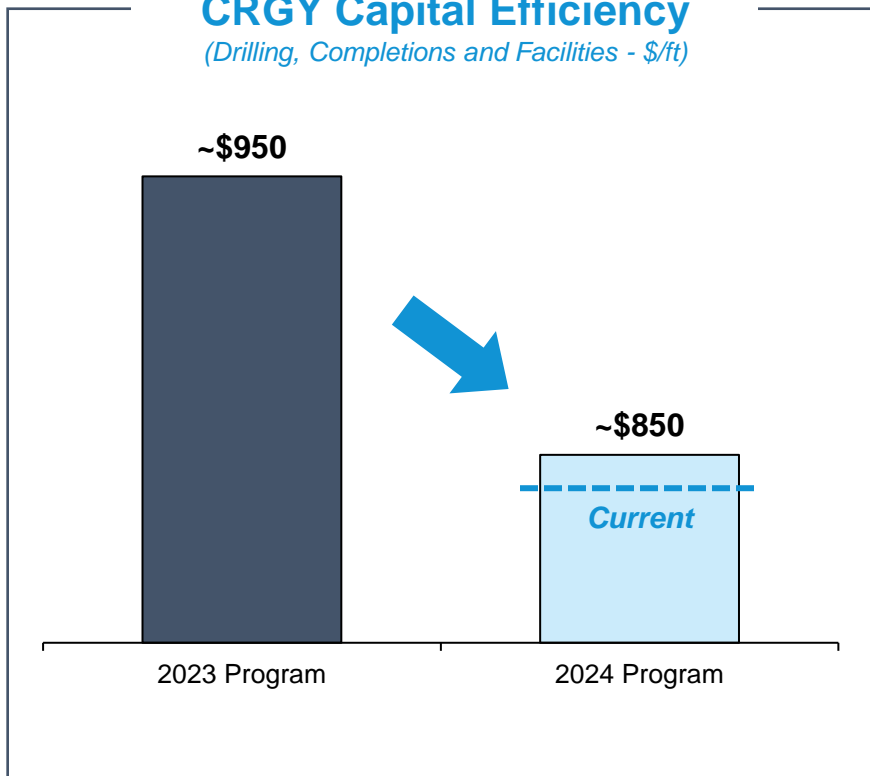 CRGY Capital Efficiency
(Drilling, Completions and Facilities - $/ft)
~$950
~$850
Current
2023 Program
2024 Program